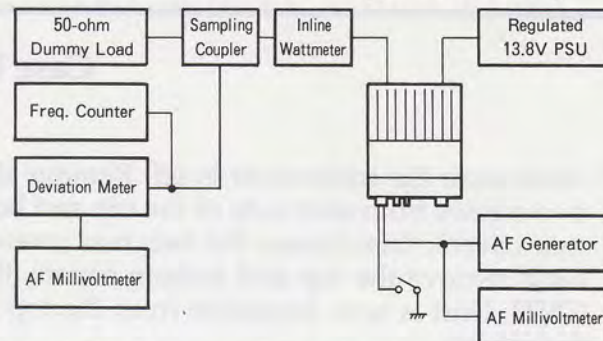 50-ohm
Dummy Load
Sampling
Coupler
Inline
Wattmeter
Regulated
13.8V PSU
Freq. Counter
Deviation Meter
AF Millivoltmeter
AF Generator
AF Millivoltmeter